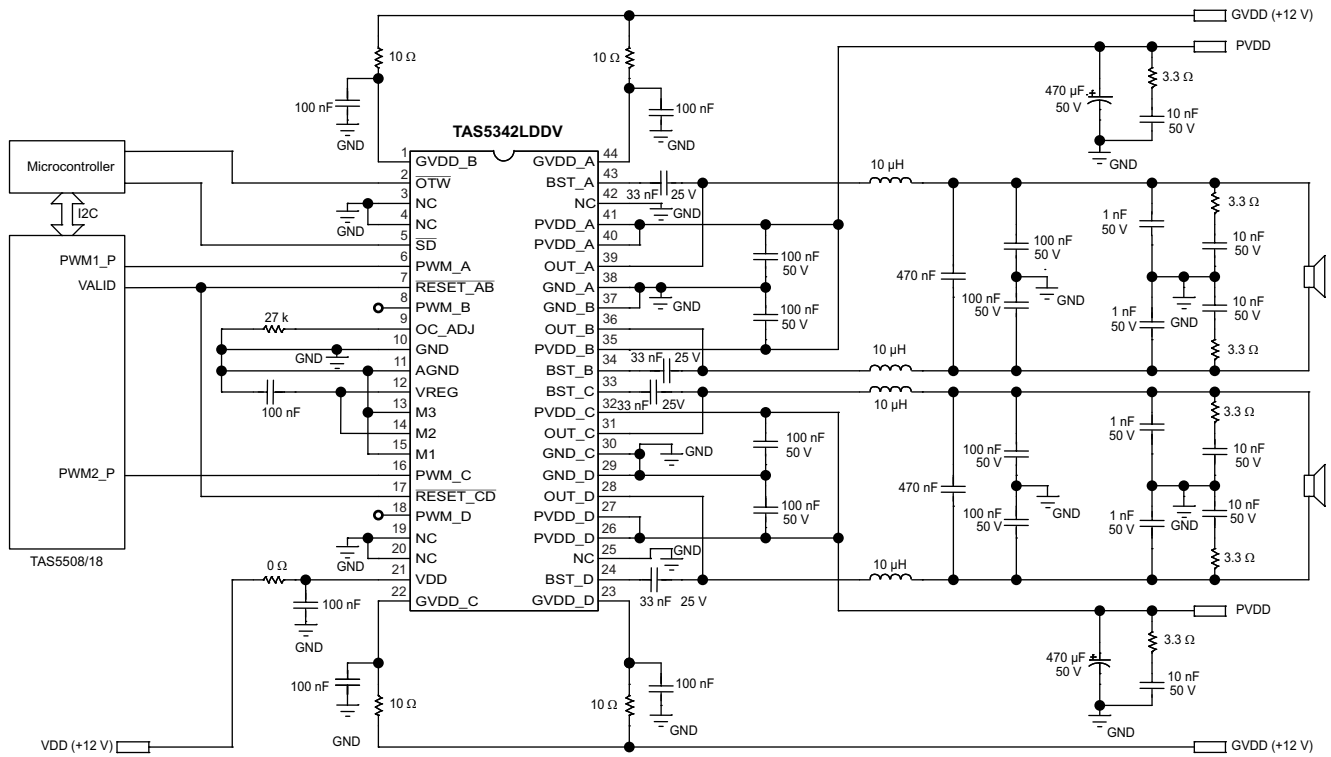 GVDD (+12 V)
10 Ω
10 Ω
PVDD
3.3 Ω
470 µF
50 V
10 nF
50 V
GND
100 nF
GND
100 nF
GND
TAS5342LDDV
Microcontroller
I2C
PWM1_P
VALID
PWM2_P
TAS5508/18
1 GVDD_B
2 OTW
3 NC
4 NC
5 SD
6 PWM_A
7 RESET_AB
8 PWM_B
9 OC_ADJ
10 GND
11 AGND
12 VREG
13 M3
14 M2
15 M1
16 PWM_C
17 RESET_CD
18 PWM_D
19 NC
20 NC
21 VDD
22 GVDD_C
GVDD_A 44
BST_A 43
NC 42
PVDD_A 41
PVDD_A 40
OUT_A 39
GND_A 38
GND_B 37
OUT_B 36
PVDD_B 35
BST_B 34
BST_C 33
PVDD_C 32
OUT_C 31
GND_C 30
GND_D 29
OUT_D 28
PVDD_D 27
PVDD_D 26
NC 25
BST_D 24
GVDD_D 23
GND
27 k
GND
100 nF
GND
0 Ω
100 nF
GND
100 nF
GND
10 Ω
VDD (+12 V)
33 nF 25 V
GND
100 nF
50 V
GND
100 nF
50 V
33 nF 25 V
33 nF 25V
100 nF
50 V
GND
100 nF
50 V
GND
33 nF 25 V
100 nF
GND
10 Ω
10 µH
470 nF
100 nF
50 V
GND
100 nF
50 V
1 nF
50 V
GND
1 nF
50 V
3.3 Ω
10 nF
50 V
10 nF
50 V
3.3 Ω
10 µH
10 µH
470 nF
100 nF
50 V
GND
100 nF
50 V
1 nF
50 V
GND
1 nF
50 V
3.3 Ω
10 nF
50 V
10 nF
50 V
3.3 Ω
10 µH
PVDD
3.3 Ω
470 µF
50 V
10 nF
50 V
GND
GVDD (+12 V)